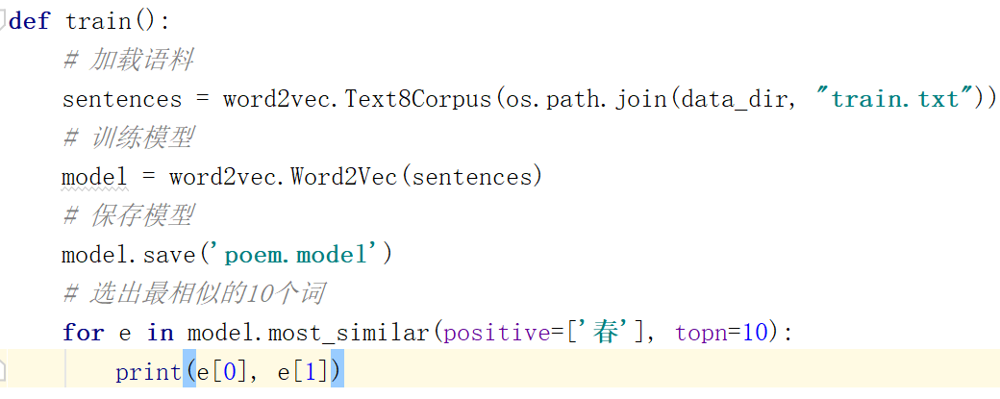 def train():
    # 加载语料
    sentences = word2vec.Text8Corpus(os.path.join(data_dir, "train.txt"))
    # 训练模型
    model = word2vec.Word2Vec(sentences)
    # 保存模型
    model.save('poem.model')
    # 选出最相似的10个词
    for e in model.most_similar(positive=['春'], topn=10):
        print(e[0], e[1])